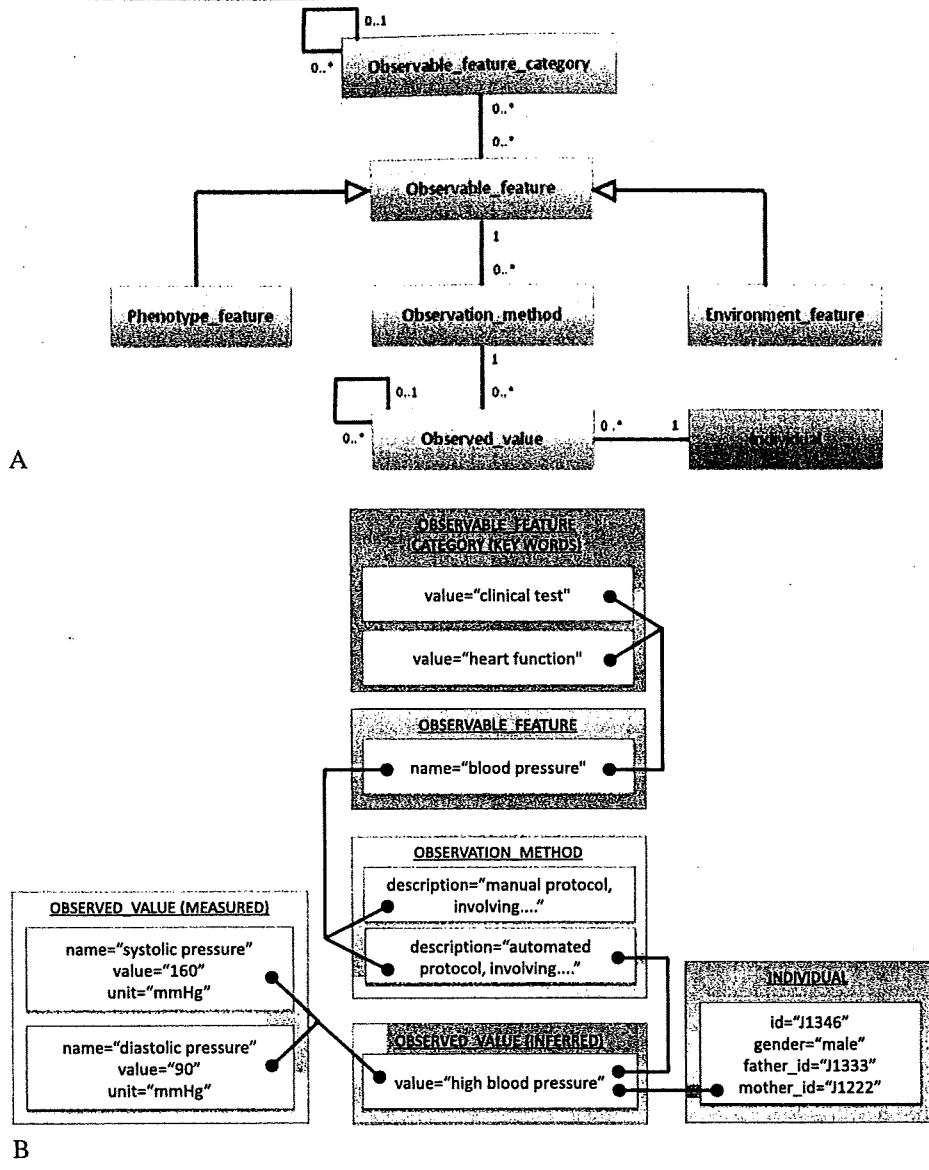 0..1
0..*
Observable_feature_category
0..*
0..*
Observable_feature
1
0..*
Phenotype_feature
Observation_method
Environment_feature
1
0..1
0..*
0..*
Observed_value
0..*
1
Individual
A
OBSERVABLE_FEATURE
CATEGORY (KEY WORDS)
value="clinical test"
value="heart function"
OBSERVABLE_FEATURE
name="blood pressure"
OBSERVATION_METHOD
description="manual protocol,
involving...."
description="automated
protocol, involving...."
OBSERVED_VALUE (MEASURED)
name="systolic pressure"
value="160"
unit="mmHg"
name="diastolic pressure"
value="90"
unit="mmHg"
OBSERVED_VALUE (INFERRED)
value="high blood pressure"
INDIVIDUAL
id="J1346"
gender="male"
father_id="J1333"
mother_id="J1222"
B